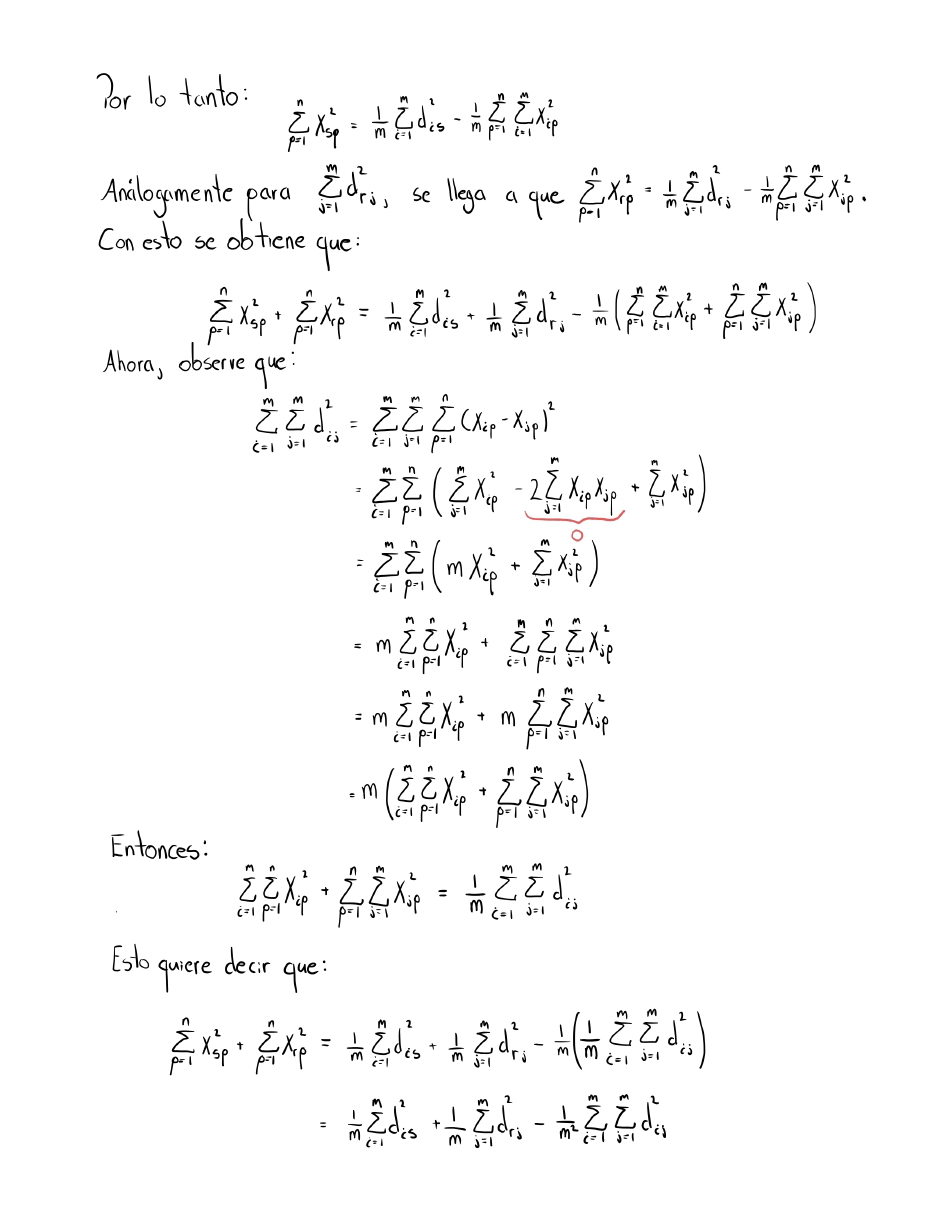 Por lo tanto:
$\sum_{p=1}^{n} X_{sp}^2 = \frac{1}{m} \sum_{i=1}^{m} d_{is}^2 - \frac{1}{m} \sum_{p=1}^{n} \sum_{i=1}^{m} X_{ip}^2$
Análogamente para $\sum_{j=1}^{m} d_{rj}^2$, se llega a que $\sum_{p=1}^{n} X_{rp}^2 = \frac{1}{m} \sum_{j=1}^{m} d_{rj}^2 - \frac{1}{m} \sum_{p=1}^{n} \sum_{j=1}^{m} X_{jp}^2$.
Con esto se obtiene que:
$\sum_{p=1}^{n} X_{sp}^2 + \sum_{p=1}^{n} X_{rp}^2 = \frac{1}{m} \sum_{i=1}^{m} d_{is}^2 + \frac{1}{m} \sum_{j=1}^{m} d_{rj}^2 - \frac{1}{m} \left( \sum_{p=1}^{n} \sum_{i=1}^{m} X_{ip}^2 + \sum_{p=1}^{n} \sum_{j=1}^{m} X_{jp}^2 \right)$
Ahora, observe que:
$\sum_{i=1}^{m} \sum_{j=1}^{m} d_{ij}^2 = \sum_{i=1}^{m} \sum_{j=1}^{m} \sum_{p=1}^{n} (X_{ip} - X_{jp})^2$
$= \sum_{i=1}^{m} \sum_{p=1}^{n} \left( \sum_{j=1}^{m} X_{ip}^2 - \underbrace{2 \sum_{j=1}^{m} X_{ip} X_{jp}}_{0} + \sum_{j=1}^{m} X_{jp}^2 \right)$
$= \sum_{i=1}^{m} \sum_{p=1}^{n} \left( m X_{ip}^2 + \sum_{j=1}^{m} X_{jp}^2 \right)$
$= m \sum_{i=1}^{m} \sum_{p=1}^{n} X_{ip}^2 + \sum_{i=1}^{m} \sum_{p=1}^{n} \sum_{j=1}^{m} X_{jp}^2$
$= m \sum_{i=1}^{m} \sum_{p=1}^{n} X_{ip}^2 + m \sum_{p=1}^{n} \sum_{j=1}^{m} X_{jp}^2$
$= m \left( \sum_{i=1}^{m} \sum_{p=1}^{n} X_{ip}^2 + \sum_{p=1}^{n} \sum_{j=1}^{m} X_{jp}^2 \right)$
Entonces:
$\sum_{i=1}^{m} \sum_{p=1}^{n} X_{ip}^2 + \sum_{p=1}^{n} \sum_{j=1}^{m} X_{jp}^2 = \frac{1}{m} \sum_{i=1}^{m} \sum_{j=1}^{m} d_{ij}^2$
Esto quiere decir que:
$\sum_{p=1}^{n} X_{sp}^2 + \sum_{p=1}^{n} X_{rp}^2 = \frac{1}{m} \sum_{i=1}^{m} d_{is}^2 + \frac{1}{m} \sum_{j=1}^{m} d_{rj}^2 - \frac{1}{m} \left( \frac{1}{m} \sum_{i=1}^{m} \sum_{j=1}^{m} d_{ij}^2 \right)$
$= \frac{1}{m} \sum_{i=1}^{m} d_{is}^2 + \frac{1}{m} \sum_{j=1}^{m} d_{rj}^2 - \frac{1}{m^2} \sum_{i=1}^{m} \sum_{j=1}^{m} d_{ij}^2$